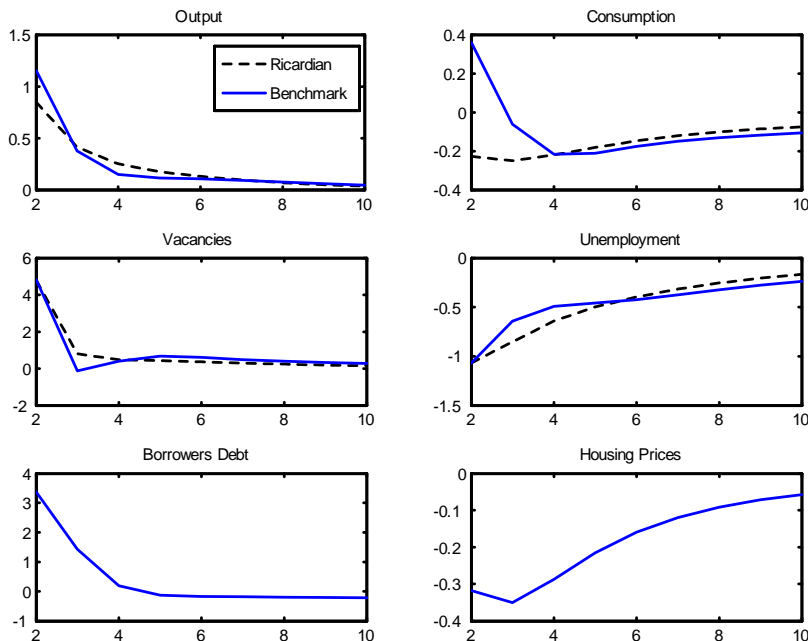 Output
Consumption
1.5
1
0.5
0
2 4 6 8 10
Ricardian
Benchmark
0.4
0.2
0
-0.2
-0.4
2 4 6 8 10
Vacancies
Unemployment
6
4
2
0
-2
2 4 6 8 10
0
-0.5
-1
-1.5
2 4 6 8 10
Borrowers Debt
Housing Prices
4
3
2
1
0
-1
2 4 6 8 10
0
-0.1
-0.2
-0.3
-0.4
2 4 6 8 10